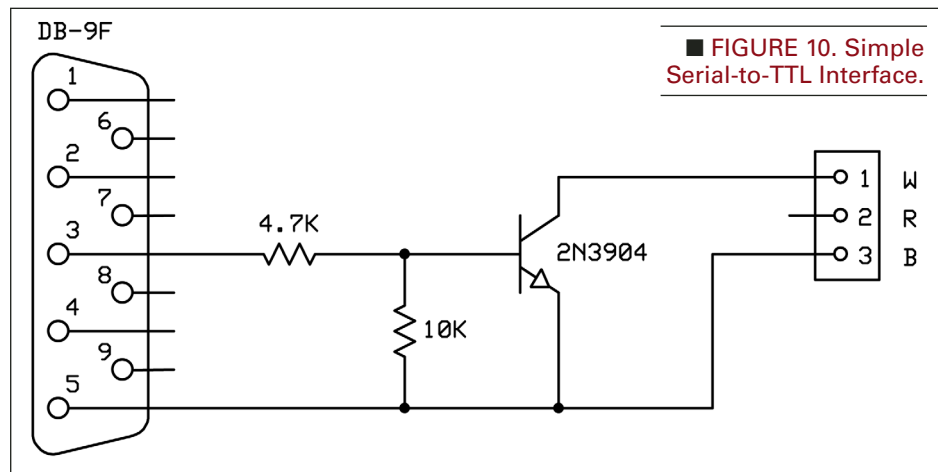 DB-9F
■ FIGURE 10. Simple
Serial-to-TTL Interface.
1
6
2
7
3
8
4
9
5
4.7K
10K
2N3904
1 W
2 R
3 B